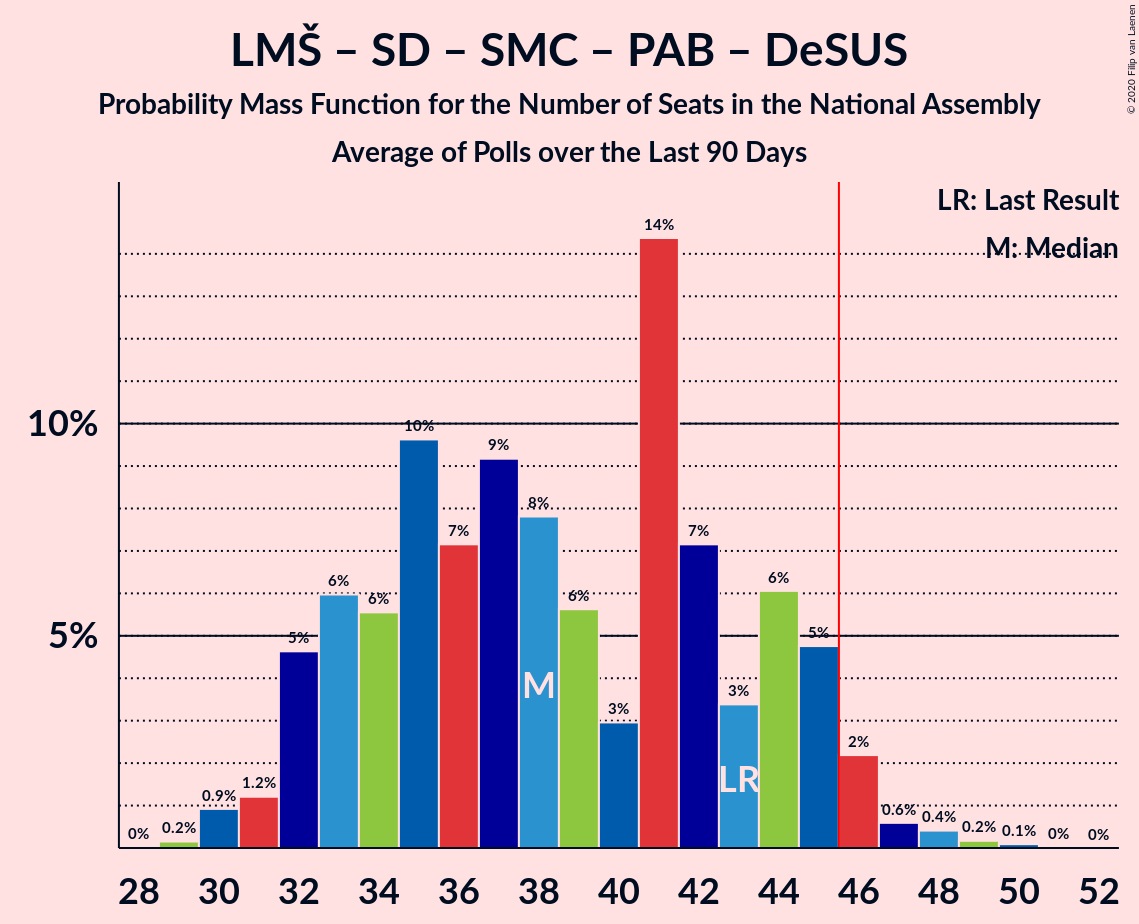 LMŠ – SD – SMC – PAB – DeSUS
Probability Mass Function for the Number of Seats in the National Assembly
Average of Polls over the Last 90 Days
© 2020 Filip van Laenen
LR: Last Result
M: Median
10%
5%
0% 0.2% 0.9% 1.2% 5% 6% 6% 10% 7% 9% 8% 6% 3% 14% 7% 3% 6% 5% 2% 0.6% 0.4% 0.2% 0.1% 0% 0%
M
LR
28 30 32 34 36 38 40 42 44 46 48 50 52